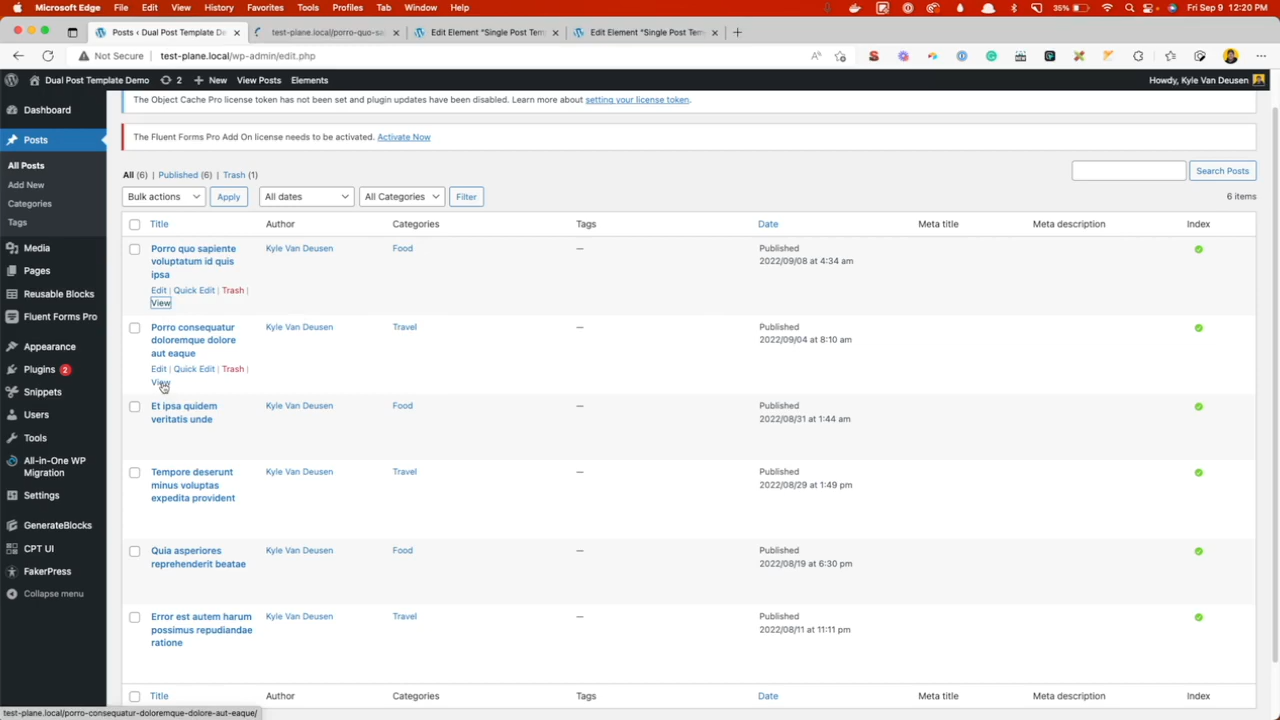 Microsoft Edge File Edit View History Favorites Tools Profiles Tab Window Help 35% Fri Sep 9 12:20 PM
Posts ‹ Dual Post Template De test-plane.local/porro-quo-sa Edit Element "Single Post Tem Edit Element "Single Post Tem
Not Secure test-plane.local/wp-admin/edit.php
Dual Post Template Demo 2 New View Posts Elements Howdy, Kyle Van Deusen
The Object Cache Pro license token has not been set and plugin updates have been disabled. Learn more about setting your license token.
The Fluent Forms Pro Add On license needs to be activated. Activate Now
Dashboard
Posts
All Posts
Add New
Categories
Tags
Media
Pages
Reusable Blocks
Fluent Forms Pro
Appearance
Plugins 2
Snippets
Users
Tools
All-in-One WP
Migration
Settings
GenerateBlocks
CPT UI
FakerPress
Collapse menu
All (6) | Published (6) | Trash (1)
Search Posts
Bulk actions Apply All dates All Categories Filter 6 items
Title Author Categories Tags Date Meta title Meta description Index
Porro quo sapiente
voluptatum id quis
ipsa
Kyle Van Deusen Food — Published
2022/09/08 at 4:34 am
Edit | Quick Edit | Trash |
View
Porro consequatur
doloremque dolore
aut eaque
Kyle Van Deusen Travel — Published
2022/09/04 at 8:10 am
Edit | Quick Edit | Trash |
View
Et ipsa quidem
veritatis unde
Kyle Van Deusen Food — Published
2022/08/31 at 1:44 am
Tempore deserunt
minus voluptas
expedita provident
Kyle Van Deusen Travel — Published
2022/08/29 at 1:49 pm
Quia asperiores
reprehenderit beatae
Kyle Van Deusen Food — Published
2022/08/19 at 6:30 pm
Error est autem harum
possimus repudiandae
ratione
Kyle Van Deusen Travel — Published
2022/08/11 at 11:11 pm
Title Author Categories Tags Date Meta title Meta description Index
test-plane.local/porro-consequatur-doloremque-dolore-aut-eaque/